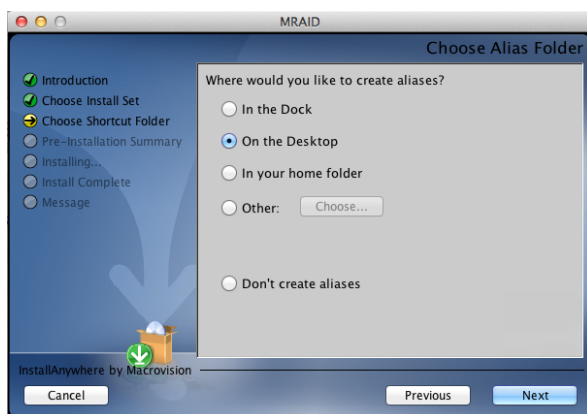 MRAID
Choose Alias Folder
Introduction
Choose Install Set
Choose Shortcut Folder
Pre-Installation Summary
Installing...
Install Complete
Message
Where would you like to create aliases?
In the Dock
On the Desktop
In your home folder
Other: Choose...
Don't create aliases
InstallAnywhere by Macrovision
Cancel Previous Next